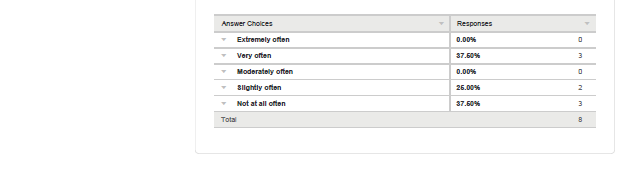 Answer Choices Responses
Extremely often 0.00% 0
Very often 37.50% 3
Moderately often 0.00% 0
Slightly often 25.00% 2
Not at all often 37.50% 3
Total 8